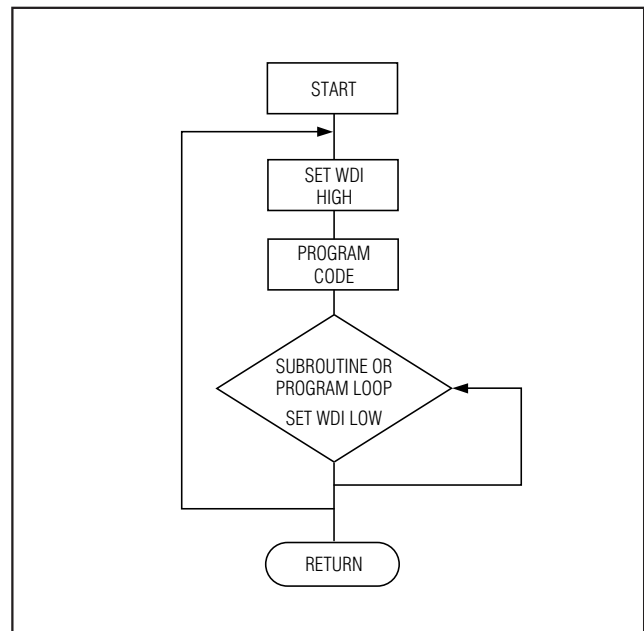 START
SET WDI
HIGH
PROGRAM
CODE
SUBROUTINE OR
PROGRAM LOOP
SET WDI LOW
RETURN